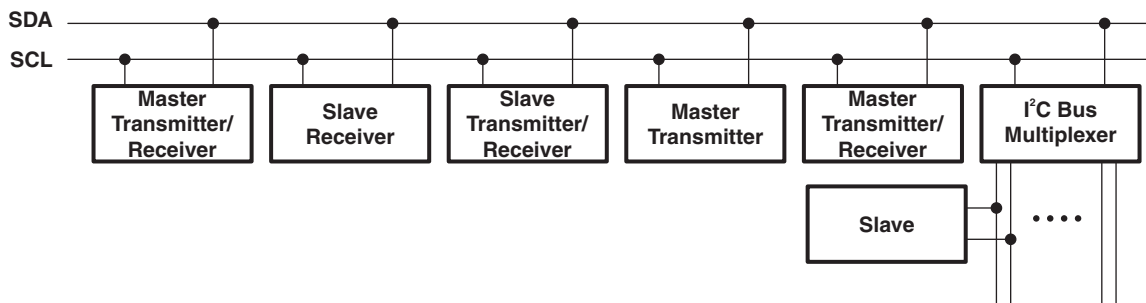 SDA
SCL
Master
Transmitter/
Receiver
Slave
Receiver
Slave
Transmitter/
Receiver
Master
Transmitter
Master
Transmitter/
Receiver
I²C Bus
Multiplexer
Slave